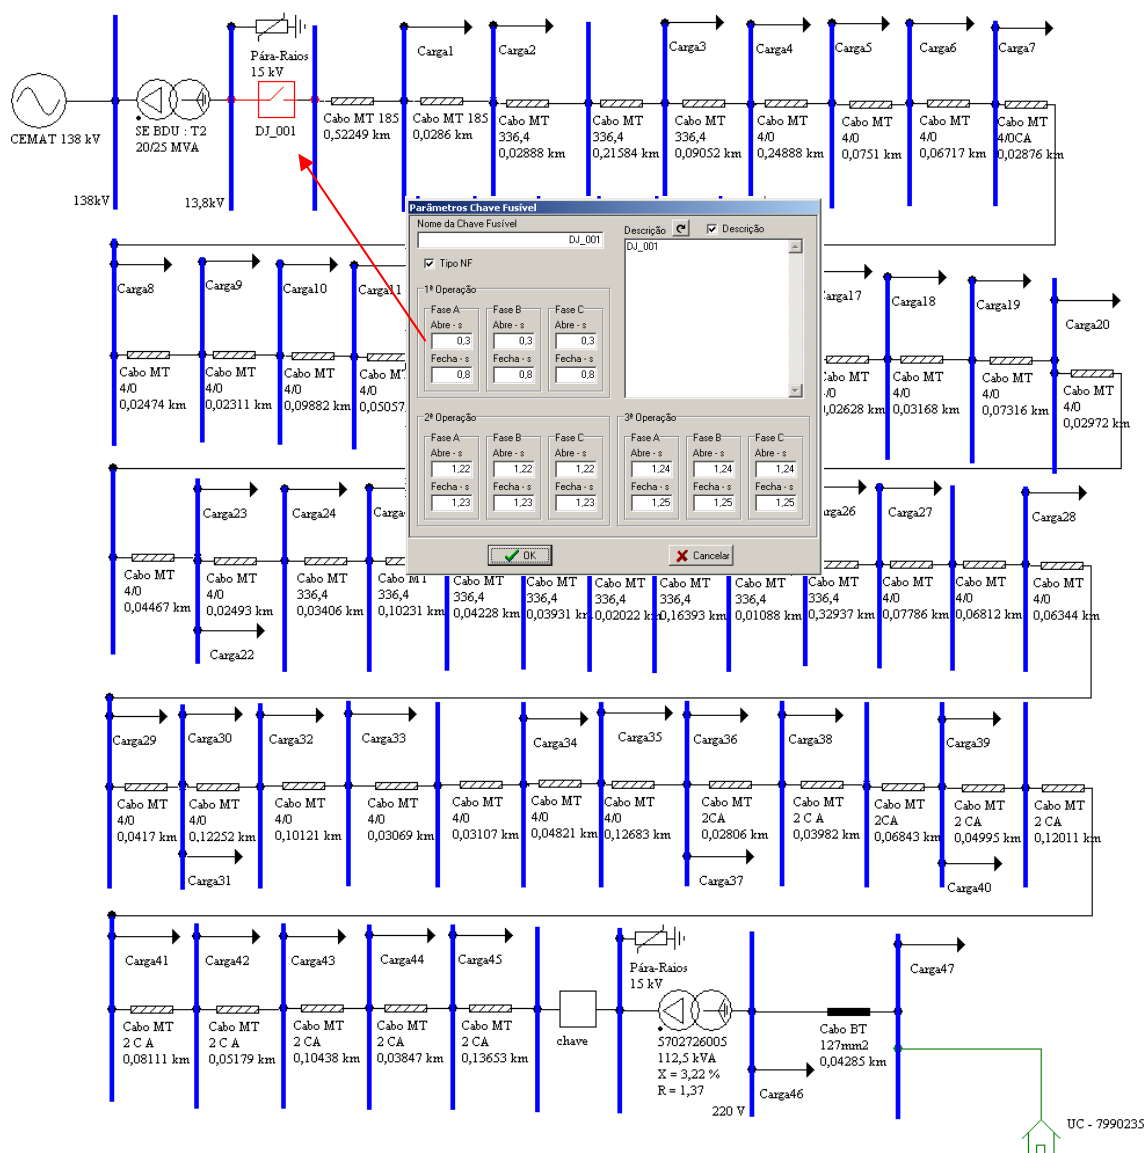 Pára-Raios
15 kV
CEMAT 138 kV
SE BDU : T2
20/25 MVA
DJ_001
138kV
13,8kV
Carga1
Carga2
Carga3
Carga4
Carga5
Carga6
Carga7
Cabo MT 185
0,52249 km
Cabo MT 185
0,0286 km
Cabo MT
336,4
0,02888 km
Cabo MT
336,4
0,21584 km
Cabo MT
336,4
0,09052 km
Cabo MT
4/0
0,24888 km
Cabo MT
4/0
0,0751 km
Cabo MT
4/0
0,06717 km
Cabo MT
4/0CA
0,02876 km
Parâmetros Chave Fusível
Nome da Chave Fusível
DJ_001
Descrição
Descrição
DJ_001
Tipo NF
1ª Operação
Fase A
Abre - s
0,3
Fecha - s
0,8
Fase B
Abre - s
0,3
Fecha - s
0,8
Fase C
Abre - s
0,3
Fecha - s
0,8
2ª Operação
Fase A
Abre - s
1,22
Fecha - s
1,23
Fase B
Abre - s
1,22
Fecha - s
1,23
Fase C
Abre - s
1,22
Fecha - s
1,23
3ª Operação
Fase A
Abre - s
1,24
Fecha - s
1,25
Fase B
Abre - s
1,24
Fecha - s
1,25
Fase C
Abre - s
1,24
Fecha - s
1,25
OK
Cancelar
Carga8
Carga9
Carga10
Carga11
Carga17
Carga18
Carga19
Carga20
Cabo MT
4/0
0,02474 km
Cabo MT
4/0
0,02311 km
Cabo MT
4/0
0,09882 km
Cabo MT
4/0
0,05057
Cabo MT
4/0
0,02628 km
Cabo MT
4/0
0,03168 km
Cabo MT
4/0
0,07316 km
Cabo MT
4/0
0,02972 km
Carga23
Carga24
Carga
Carga26
Carga27
Carga28
Cabo MT
4/0
0,04467 km
Cabo MT
4/0
0,02493 km
Carga22
Cabo MT
336,4
0,03406 km
Cabo MT
336,4
0,10231 km
Cabo MT
336,4
0,04228 km
Cabo MT
336,4
0,03931 km
Cabo MT
336,4
0,02022 km
Cabo MT
336,4
0,16393 km
Cabo MT
336,4
0,01088 km
Cabo MT
336,4
0,32937 km
Cabo MT
4/0
0,07786 km
Cabo MT
4/0
0,06812 km
Cabo MT
4/0
0,06344 km
Carga29
Carga30
Carga32
Carga33
Carga34
Carga35
Carga36
Carga38
Carga39
Cabo MT
4/0
0,0417 km
Cabo MT
4/0
0,12252 km
Carga31
Cabo MT
4/0
0,10121 km
Cabo MT
4/0
0,03069 km
Cabo MT
4/0
0,03107 km
Cabo MT
4/0
0,04821 km
Cabo MT
4/0
0,12683 km
Cabo MT
2CA
0,02806 km
Carga37
Cabo MT
2 C A
0,03982 km
Cabo MT
2CA
0,06843 km
Cabo MT
2 CA
0,04995 km
Carga40
Cabo MT
2 CA
0,12011 km
Carga41
Carga42
Carga43
Carga44
Carga45
Cabo MT
2 C A
0,08111 km
Cabo MT
2 C A
0,05179 km
Cabo MT
2 CA
0,10438 km
Cabo MT
2 CA
0,03847 km
Cabo MT
2 CA
0,13653 km
chave
Pára-Raios
15 kV
5702726005
112,5 kVA
X = 3,22 %
R = 1,37
220 V
Carga46
Cabo BT
127mm2
0,04285 km
Carga47
UC - 7990235